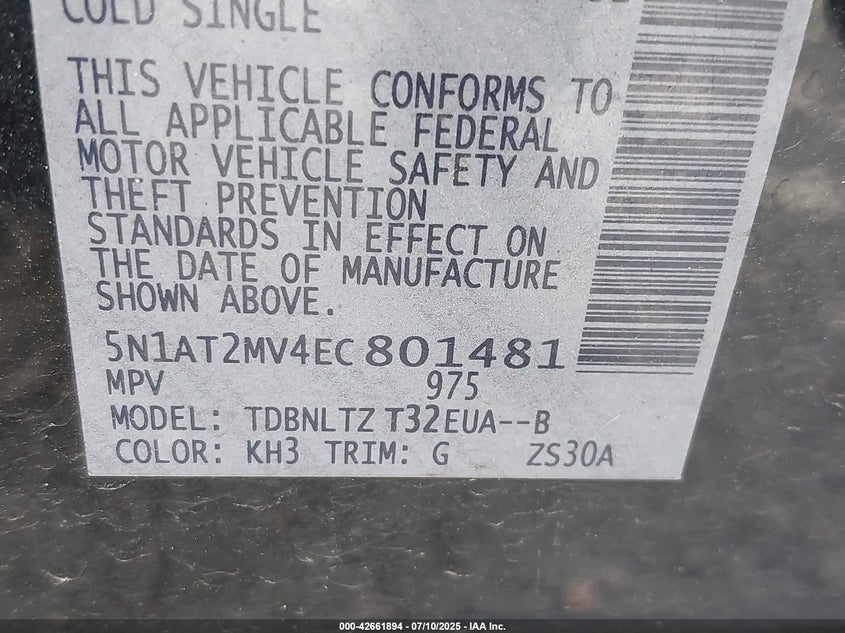 COLD SINGLE
THIS VEHICLE CONFORMS TO
ALL APPLICABLE FEDERAL
MOTOR VEHICLE SAFETY AND
THEFT PREVENTION
STANDARDS IN EFFECT ON
THE DATE OF MANUFACTURE
SHOWN ABOVE.
5N1AT2MV4EC801481
MPV 975
MODEL: TDBNLTZ T32EUA--B
COLOR: KH3 TRIM: G ZS30A
000-42661894 - 07/10/2025 - IAA Inc.